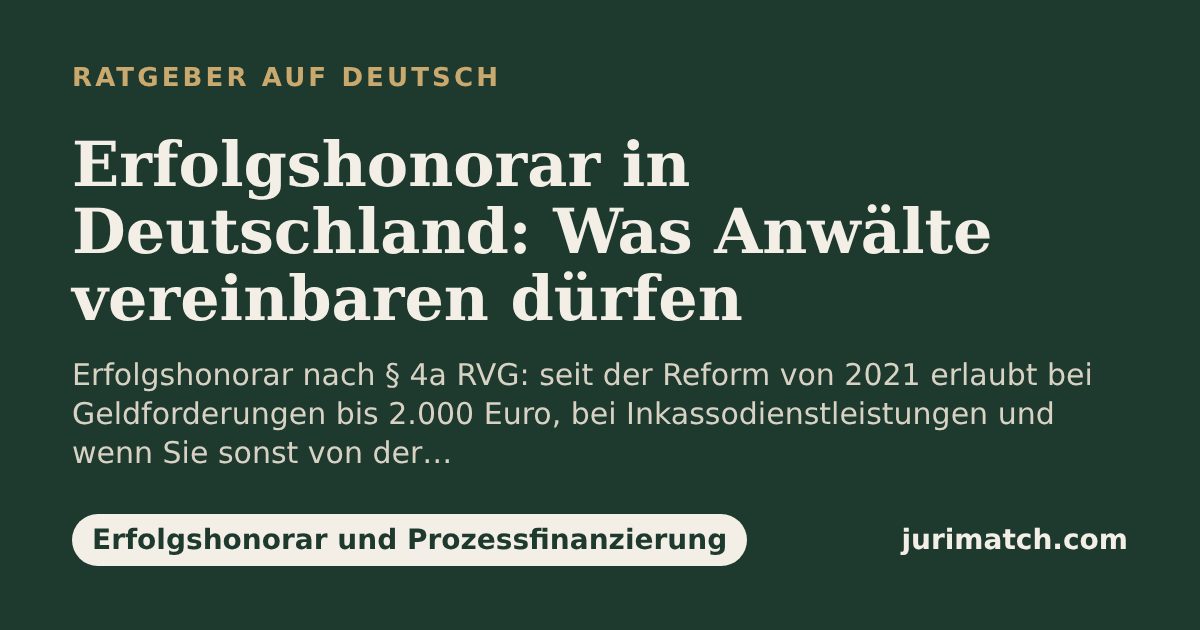 RATGEBER AUF DEUTSCH
Erfolgshonorar in
Deutschland: Was Anwälte
vereinbaren dürfen
Erfolgshonorar nach § 4a RVG: seit der Reform von 2021 erlaubt bei
Geldforderungen bis 2.000 Euro, bei Inkassodienstleistungen und
wenn Sie sonst von der…
Erfolgshonorar und Prozessfinanzierung
jurimatch.com